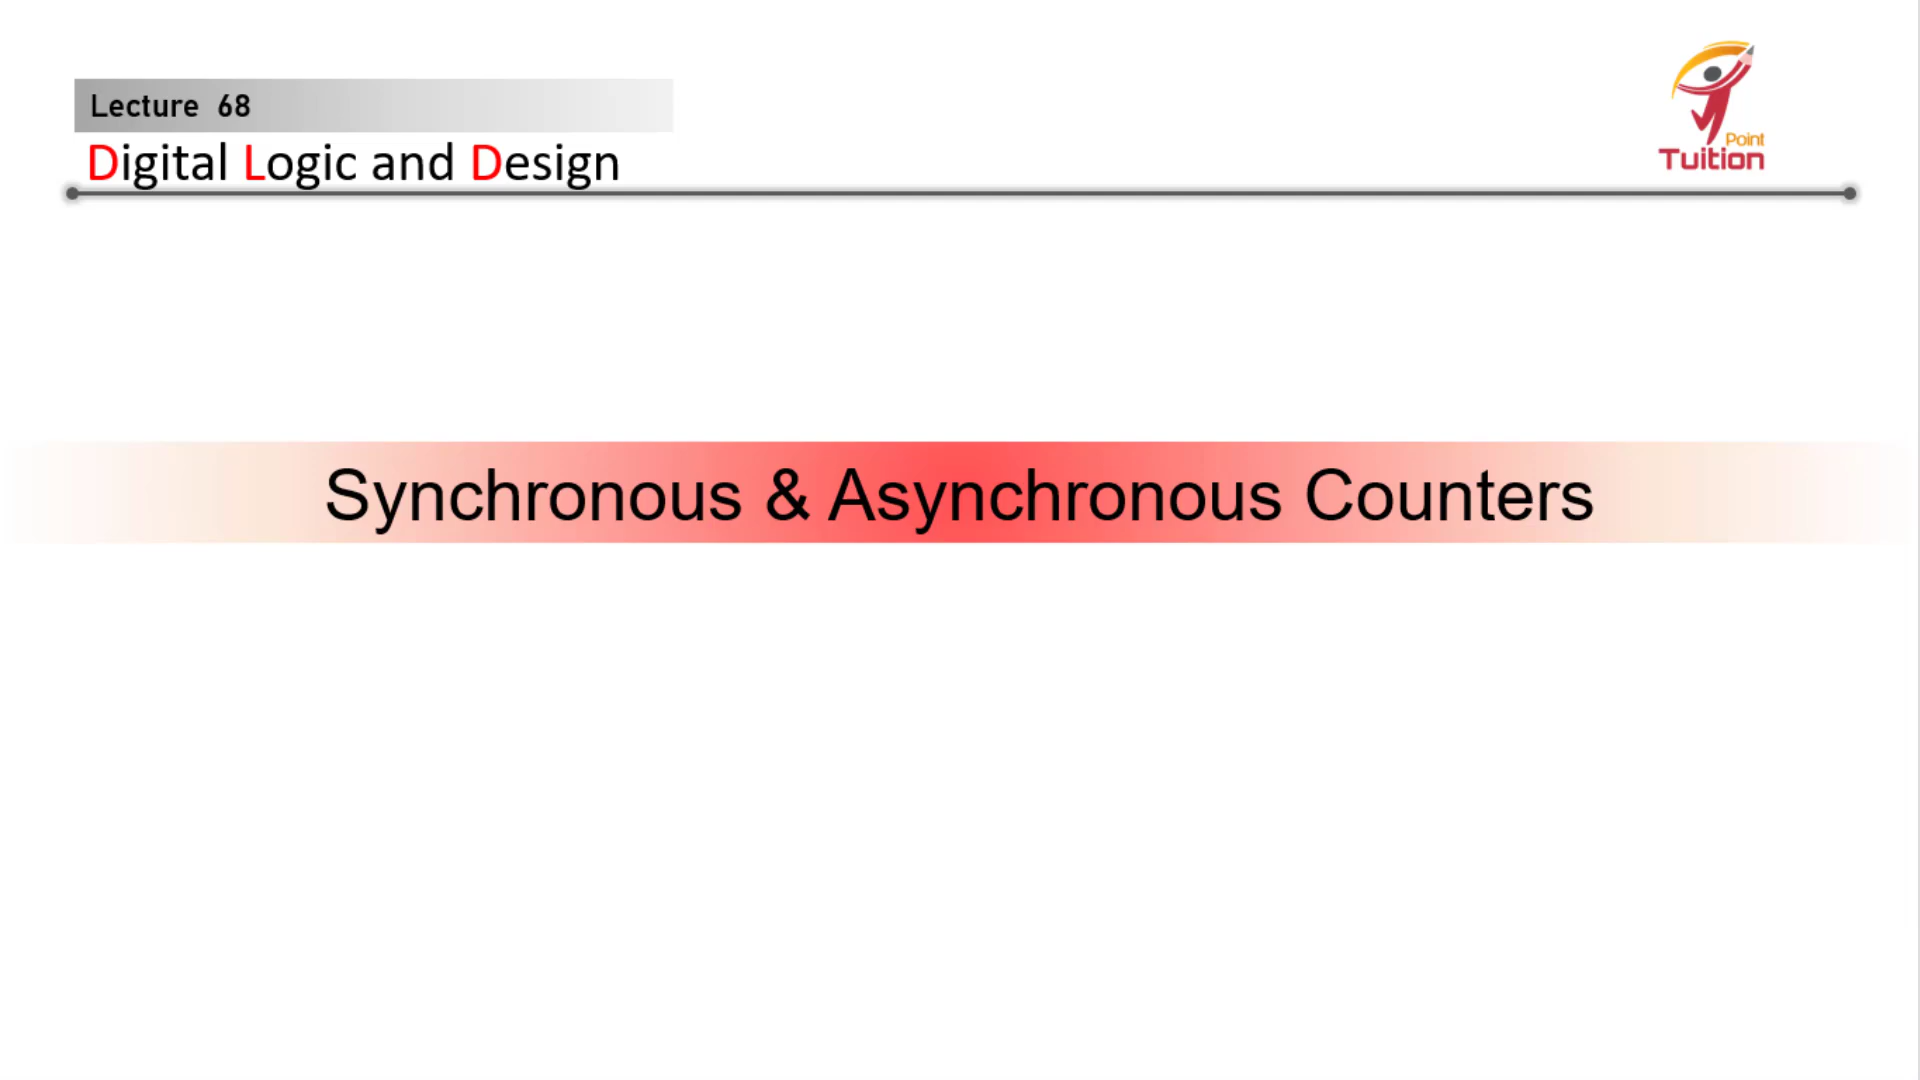 Lecture 68
Digital Logic and Design
Point
Tuition
Synchronous & Asynchronous Counters